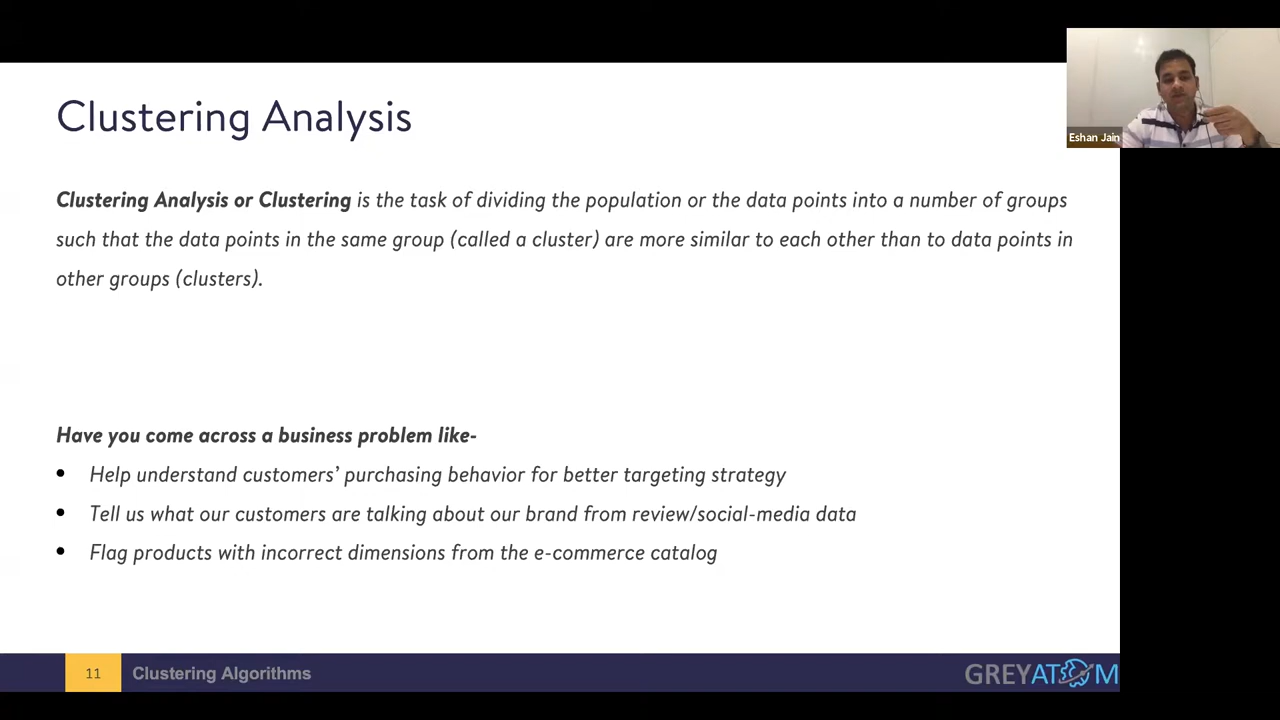 Clustering Analysis
Eshan Jain
Clustering Analysis or Clustering is the task of dividing the population or the data points into a number of groups
such that the data points in the same group (called a cluster) are more similar to each other than to data points in
other groups (clusters).
Have you come across a business problem like-
• Help understand customers’ purchasing behavior for better targeting strategy
• Tell us what our customers are talking about our brand from review/social-media data
• Flag products with incorrect dimensions from the e-commerce catalog
11 Clustering Algorithms
GREYATOM